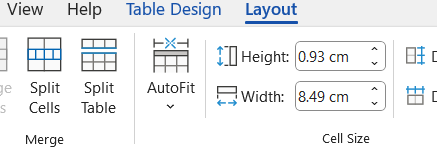 View Help Table Design Layout
Split Cells
Split Table
AutoFit
Height: 0.93 cm
Width: 8.49 cm
Merge
Cell Size